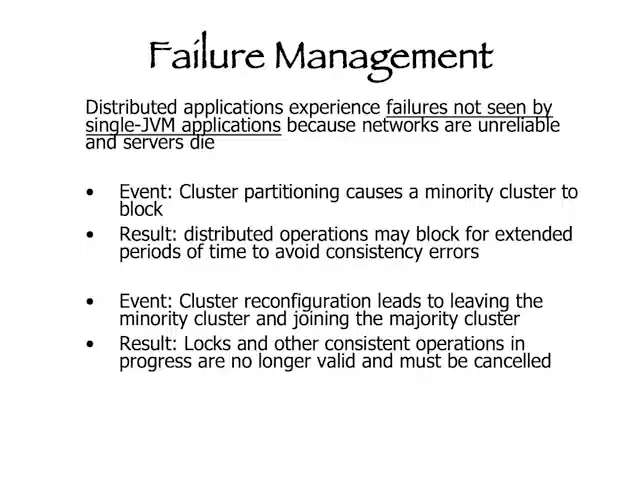 Failure Management
Distributed applications experience failures not seen by
single-JVM applications because networks are unreliable
and servers die
• Event: Cluster partitioning causes a minority cluster to
block
• Result: distributed operations may block for extended
periods of time to avoid consistency errors
• Event: Cluster reconfiguration leads to leaving the
minority cluster and joining the majority cluster
• Result: Locks and other consistent operations in
progress are no longer valid and must be cancelled